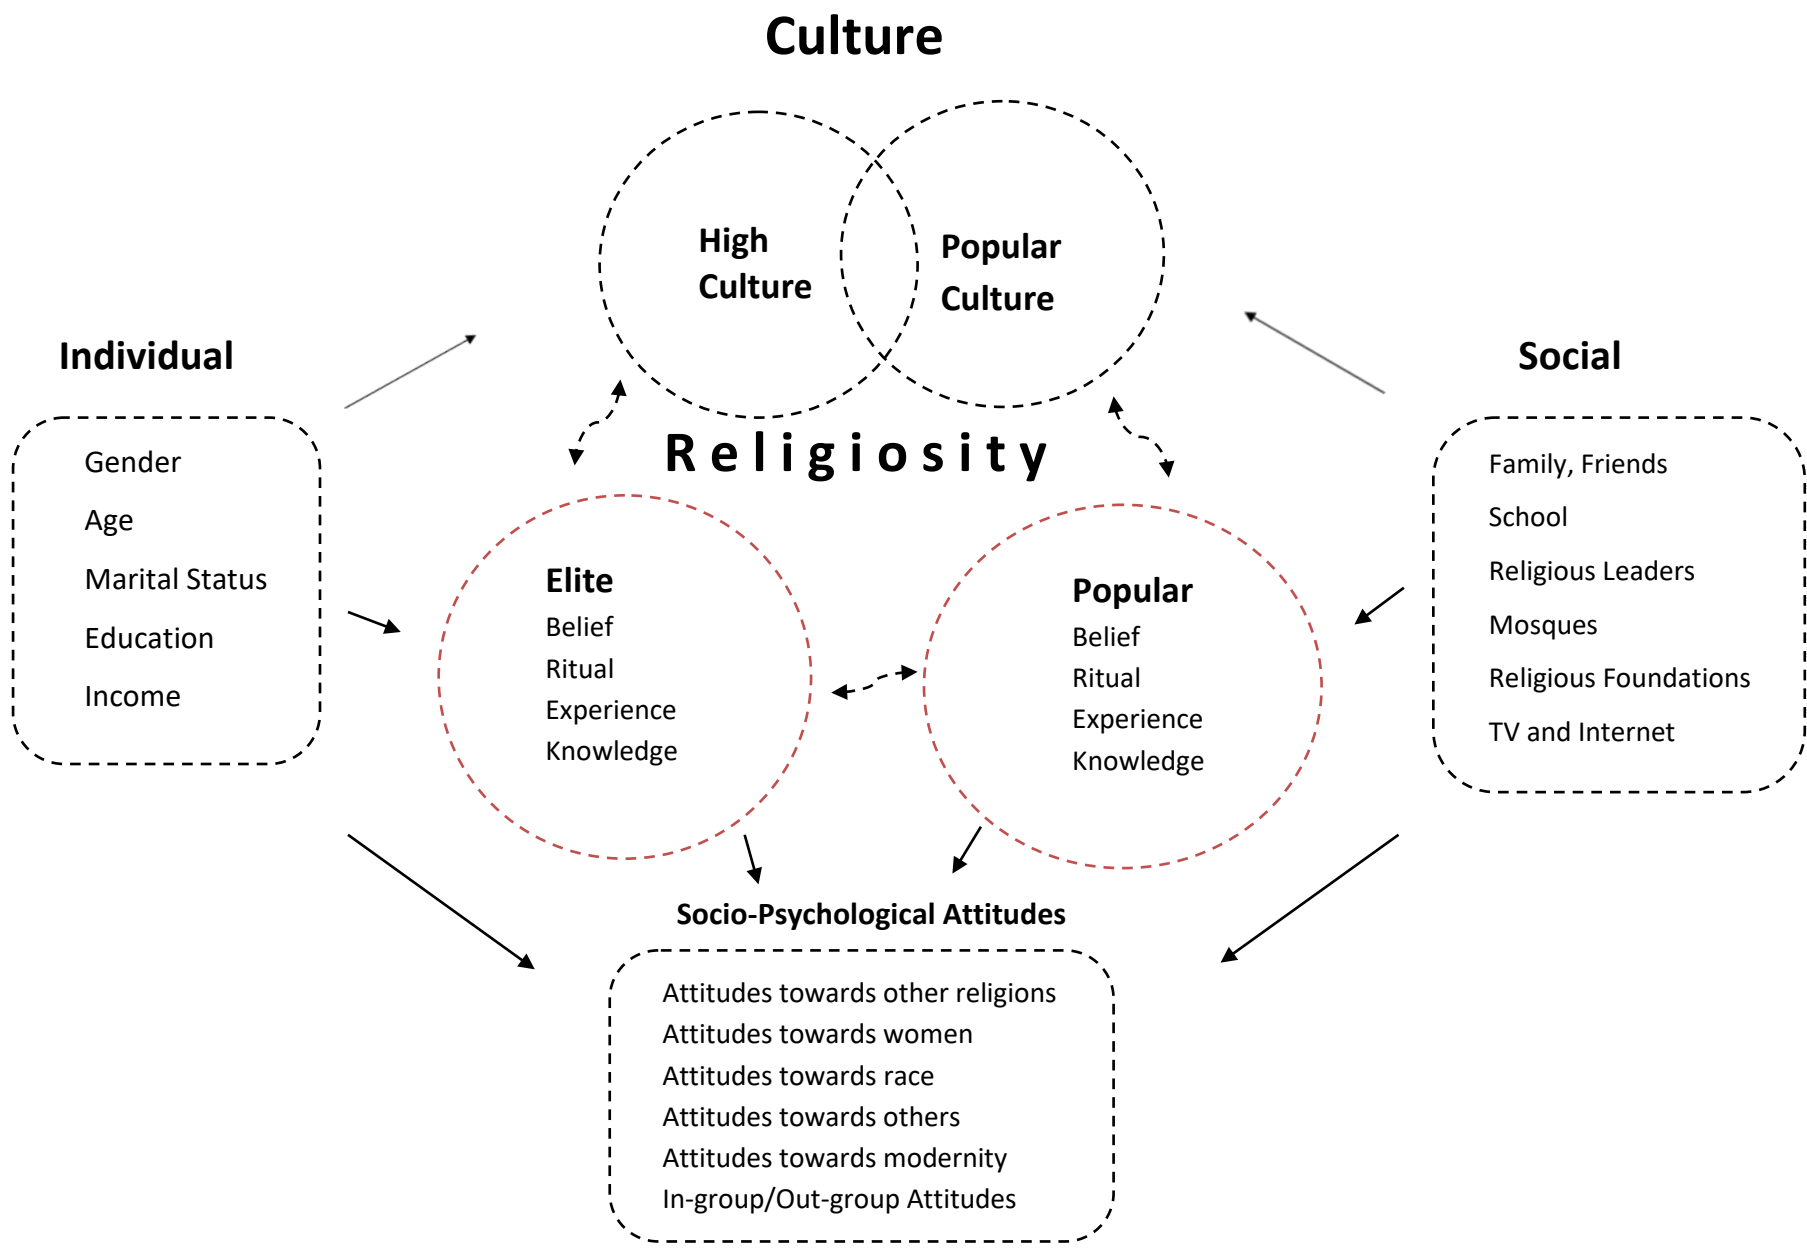 Culture
High
Culture
Popular
Culture
Individual
Gender
Age
Marital Status
Education
Income
Social
Family, Friends
School
Religious Leaders
Mosques
Religious Foundations
TV and Internet
Religiosity
Elite
Belief
Ritual
Experience
Knowledge
Popular
Belief
Ritual
Experience
Knowledge
Socio-Psychological Attitudes
Attitudes towards other religions
Attitudes towards women
Attitudes towards race
Attitudes towards others
Attitudes towards modernity
In-group/Out-group Attitudes